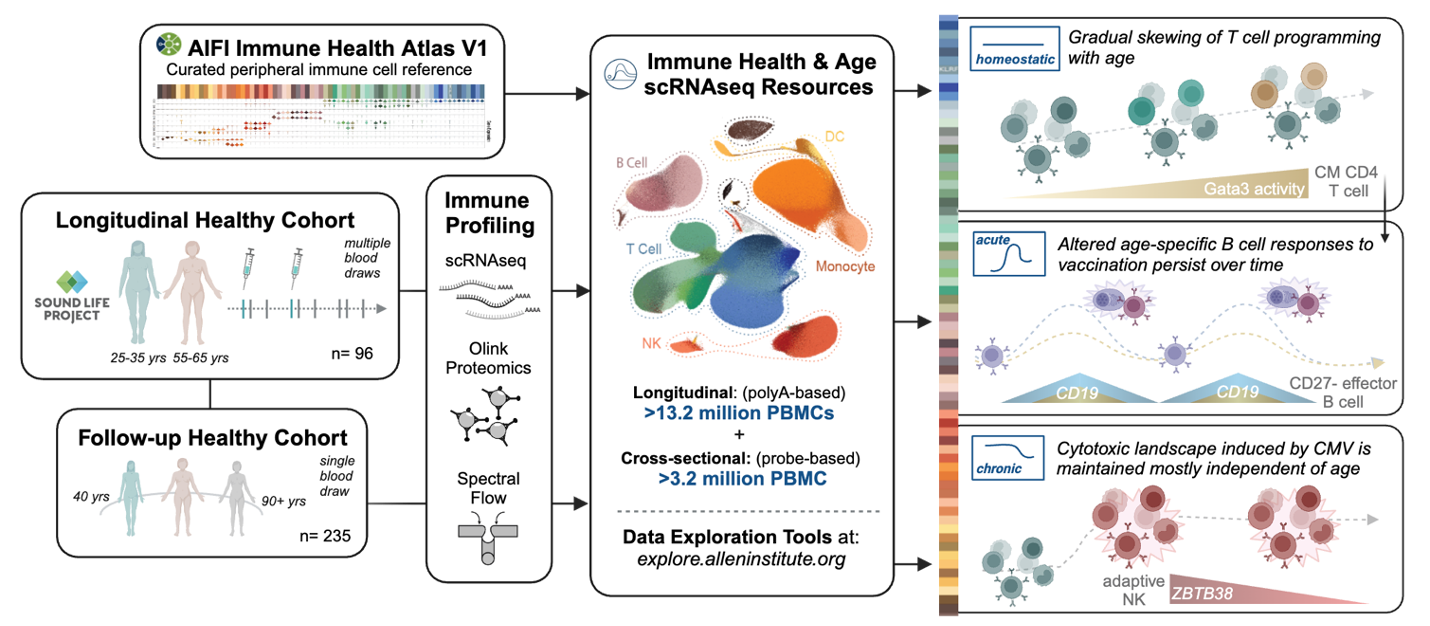 AIFI Immune Health Atlas V1
Curated peripheral immune cell reference
Longitudinal Healthy Cohort
multiple
blood
draws
SOUND LIFE
PROJECT
25-35 yrs 55-65 yrs
n= 96
Follow-up Healthy Cohort
single
blood
draw
40 yrs
90+ yrs
n= 235
Immune
Profiling
scRNAseq
AAAA
AAAA
AAAA
Olink
Proteomics
Spectral
Flow
Immune Health & Age
scRNAseq Resources
DC
B Cell
T Cell
Monocyte
NK
Longitudinal: (polyA-based)
>13.2 million PBMCs
+
Cross-sectional: (probe-based)
>3.2 million PBMC
Data Exploration Tools at:
explore.alleninstitute.org
homeostatic
Gradual skewing of T cell programming
with age
Gata3 activity
CM CD4
T cell
acute
Altered age-specific B cell responses to
vaccination persist over time
CD19
CD19
CD27- effector
B cell
chronic
Cytotoxic landscape induced by CMV is
maintained mostly independent of age
adaptive
NK
ZBTB38